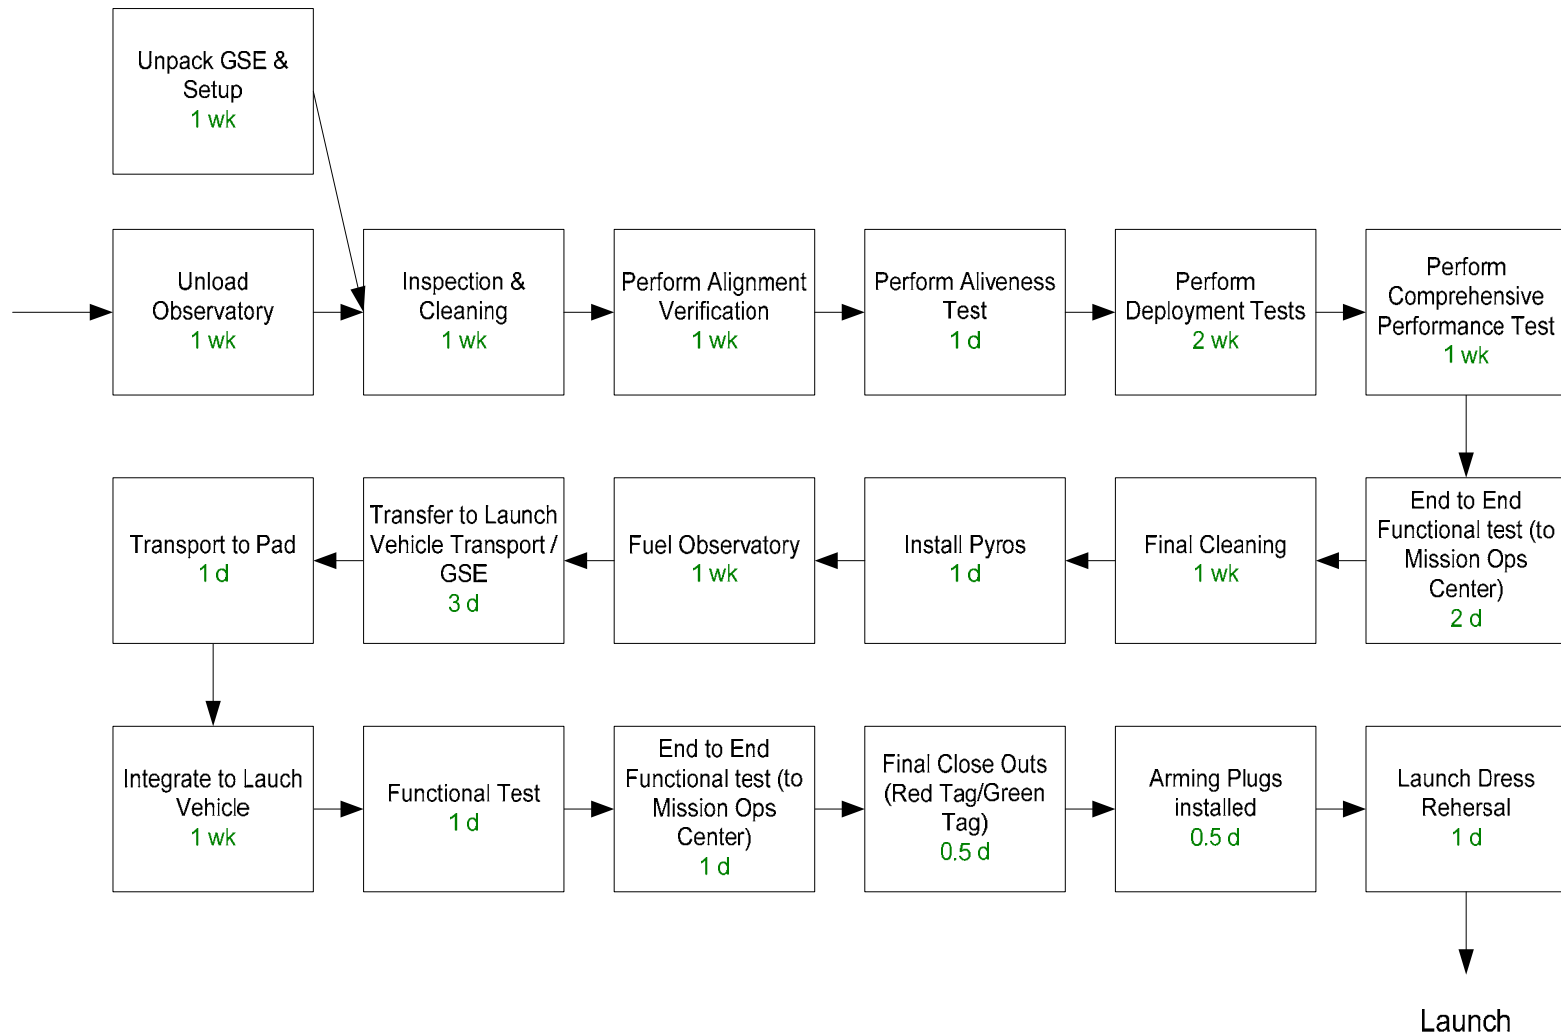 Unpack GSE &
Setup
1 wk
Unload
Observatory
1 wk
Inspection &
Cleaning
1 wk
Perform Alignment
Verification
1 wk
Perform Aliveness
Test
1 d
Perform
Deployment Tests
2 wk
Perform
Comprehensive
Performance Test
1 wk
End to End
Functional test (to
Mission Ops
Center)
2 d
Final Cleaning
1 wk
Install Pyros
1 d
Fuel Observatory
1 wk
Transfer to Launch
Vehicle Transport /
GSE
3 d
Transport to Pad
1 d
Integrate to Lauch
Vehicle
1 wk
Functional Test
1 d
End to End
Functional test (to
Mission Ops
Center)
1 d
Final Close Outs
(Red Tag/Green
Tag)
0.5 d
Arming Plugs
installed
0.5 d
Launch Dress
Rehersal
1 d
Launch